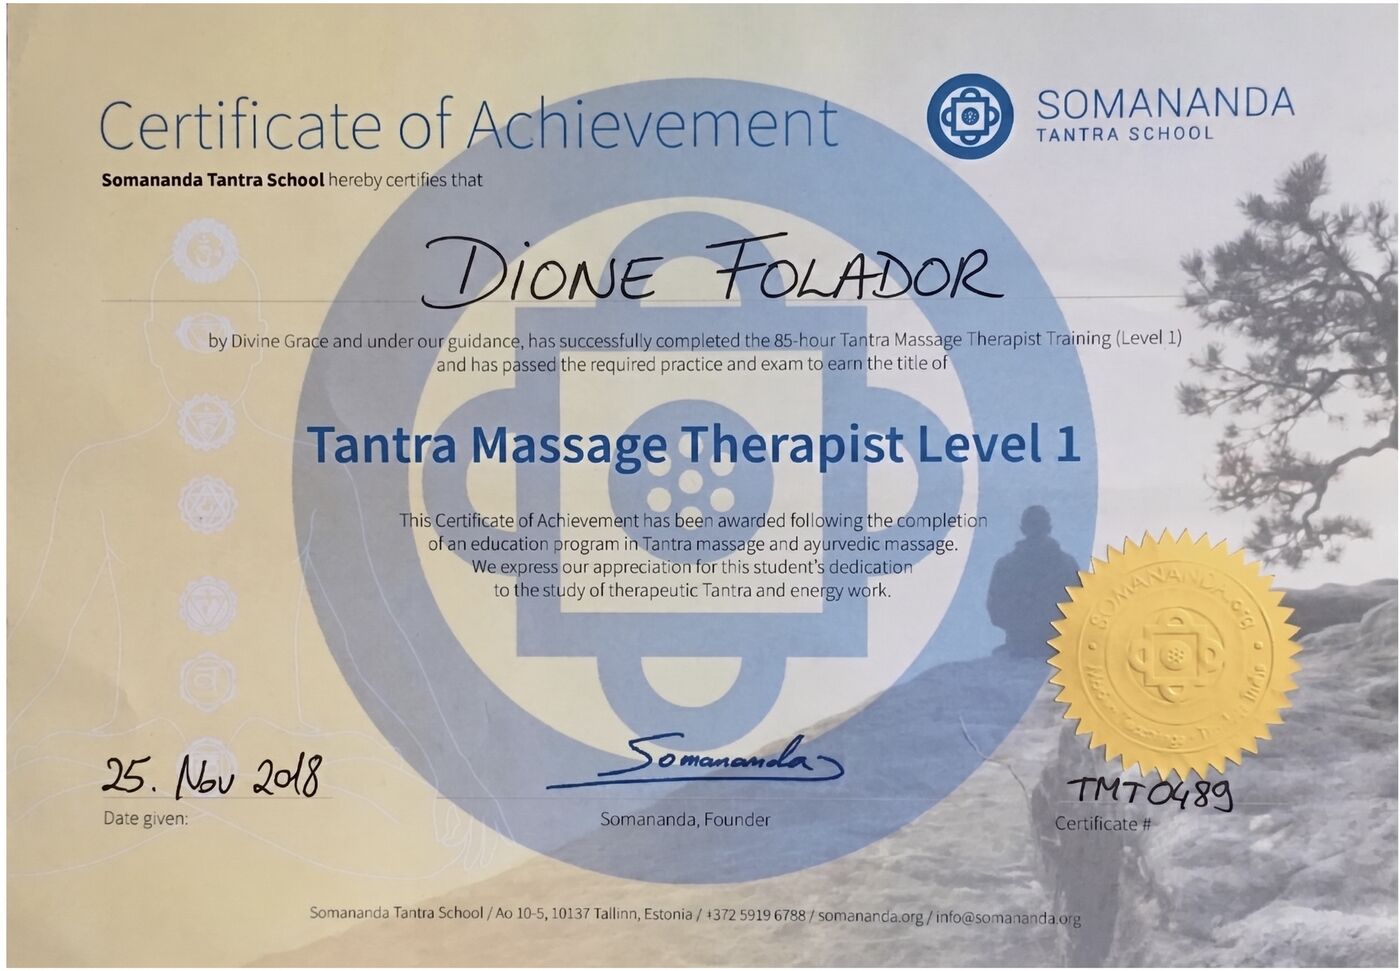 Certificate of Achievement
SOMANANDA
TANTRA SCHOOL
Somananda Tantra School hereby certifies that
DIONE FOLADOR
by Divine Grace and under our guidance, has successfully completed the 85-hour Tantra Massage Therapist Training (Level 1)
and has passed the required practice and exam to earn the title of
Tantra Massage Therapist Level 1
This Certificate of Achievement has been awarded following the completion
of an education program in Tantra massage and ayurvedic massage.
We express our appreciation for this student's dedication
to the study of therapeutic Tantra and energy work.
SOMANANDA.org
25. Nov 2018
Somananda
TMT0489
Date given:
Somananda, Founder
Certificate #
Somananda Tantra School / Ao 10-5, 10137 Tallinn, Estonia / +372 5919 6788 / somananda.org / info@somananda.org